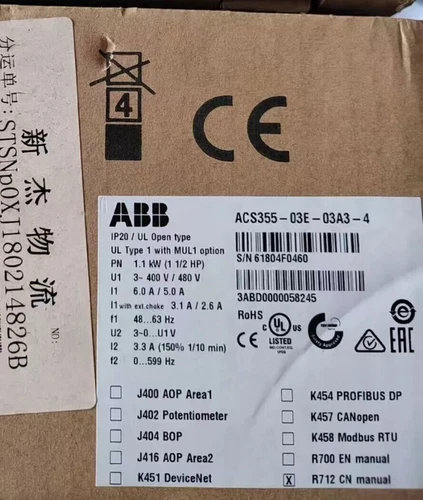 分运单号:STSNp0X1180214826B
新杰物流
NO:
4
CE
ABB
ACS355-03E-03A3-4
IP20 / UL Open type
UL Type 1 with MUL1 option
S/N 61804F0460
PN 1.1 kW (1 1/2 HP)
U1 3~ 400 V / 480 V
I1 6.0 A / 5.0 A
3ABD0000058245
I1 with ext.choke 3.1 A / 2.6 A
f1 48...63 Hz
U2 3~0...U1 V
I2 3.3 A (150% 1/10 min)
f2 0...599 Hz
RoHS
UL
LISTED
EAC
J400 AOP Area1
J402 Potentiometer
J404 BOP
J416 AOP Area2
K451 DeviceNet
K454 PROFIBUS DP
K457 CANopen
K458 Modbus RTU
R700 EN manual
X R712 CN manual